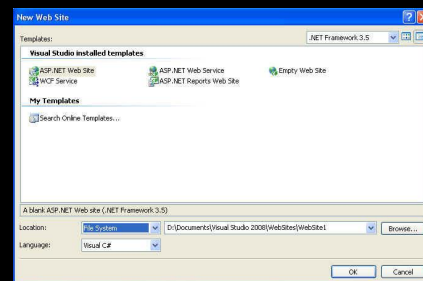 New Web Site
Templates: .NET Framework 3.5
Visual Studio installed templates
ASP.NET Web Site ASP.NET Web Service Empty Web Site
WCF Service ASP.NET Reports Web Site
My Templates
Search Online Templates...
A blank ASP.NET Web site (.NET Framework 3.5)
Location: File System D:\Documents\Visual Studio 2008\WebSites\WebSite1 Browse...
Language: Visual C#
OK Cancel